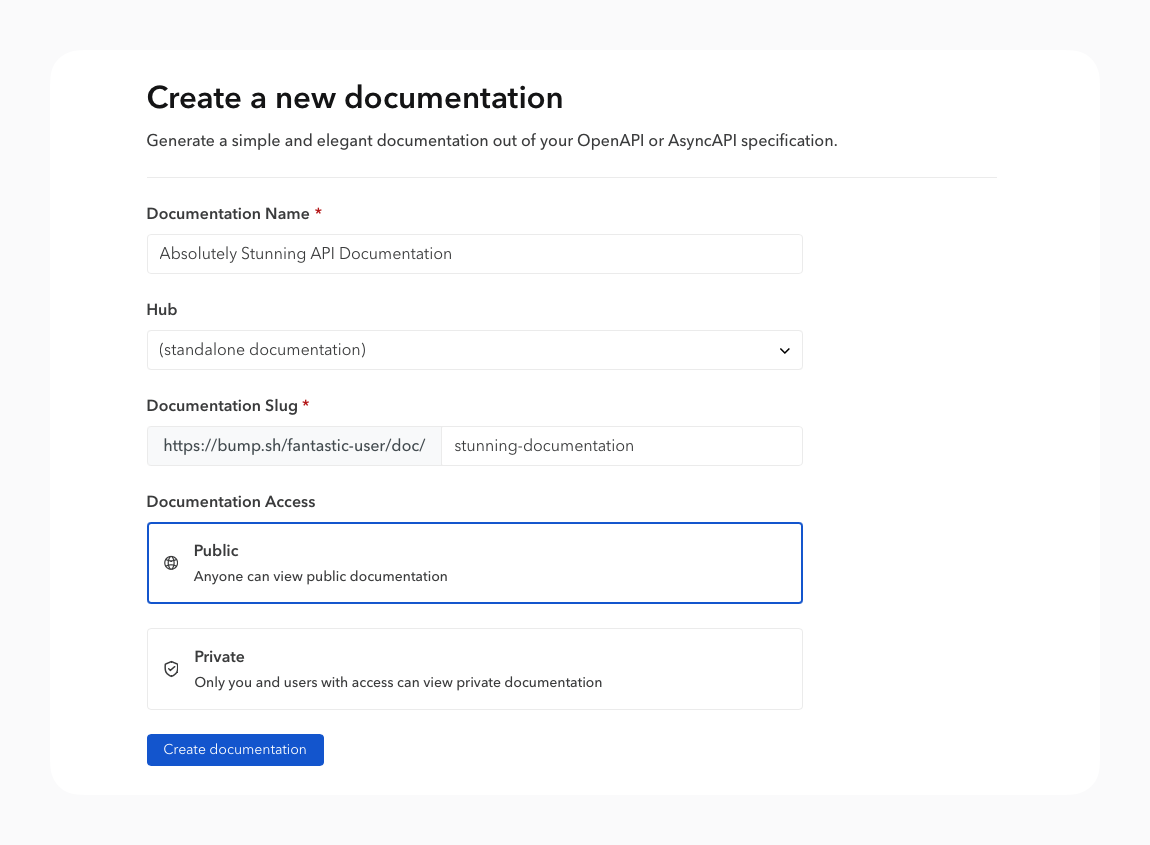 Create a new documentation
Generate a simple and elegant documentation out of your OpenAPI or AsyncAPI specification.
Documentation Name *
Absolutely Stunning API Documentation
Hub
(standalone documentation)
Documentation Slug *
https://bump.sh/fantastic-user/doc/ stunning-documentation
Documentation Access
Public
Anyone can view public documentation
Private
Only you and users with access can view private documentation
Create documentation